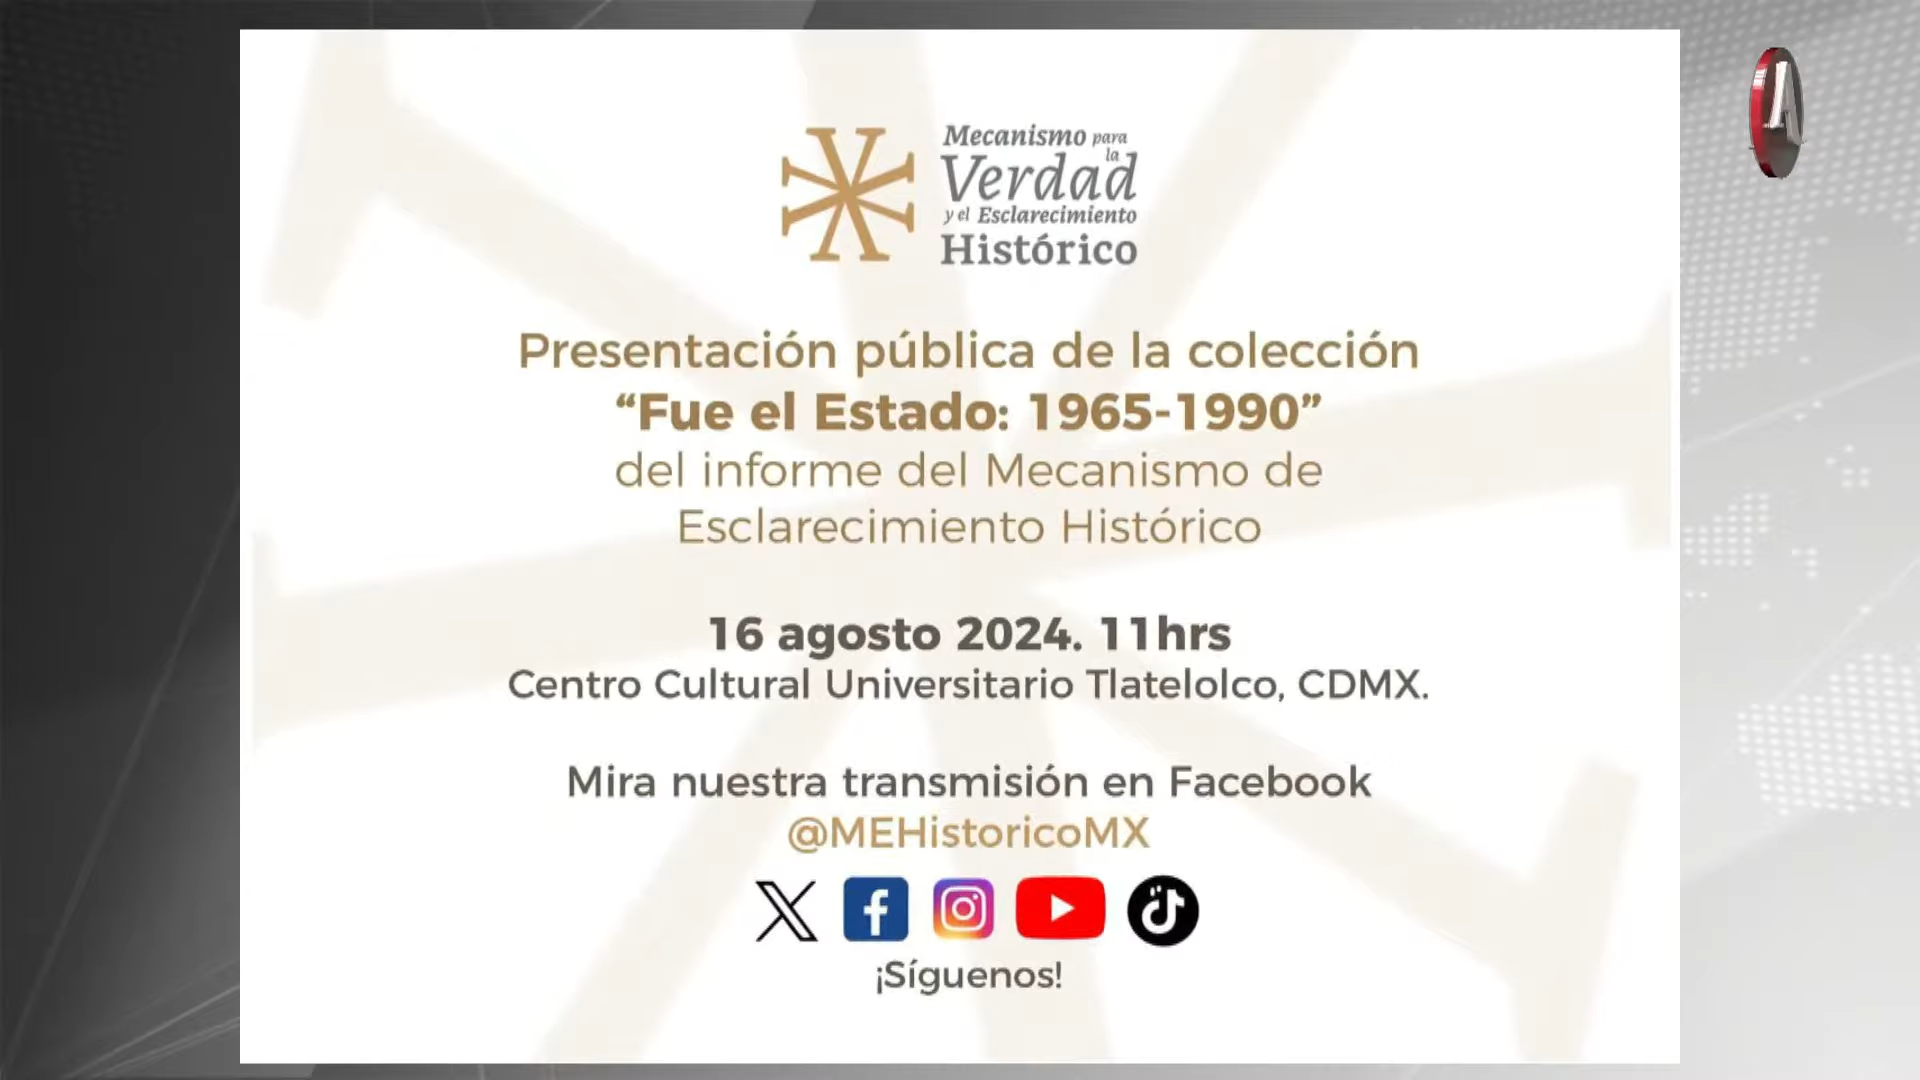 Mecanismo para
la
Verdad
y el Esclarecimiento
Histórico
Presentación pública de la colección
“Fue el Estado: 1965-1990”
del informe del Mecanismo de
Esclarecimiento Histórico
16 agosto 2024. 11hrs
Centro Cultural Universitario Tlatelolco, CDMX.
Mira nuestra transmisión en Facebook
@MEHistoricoMX
¡Síguenos!
A